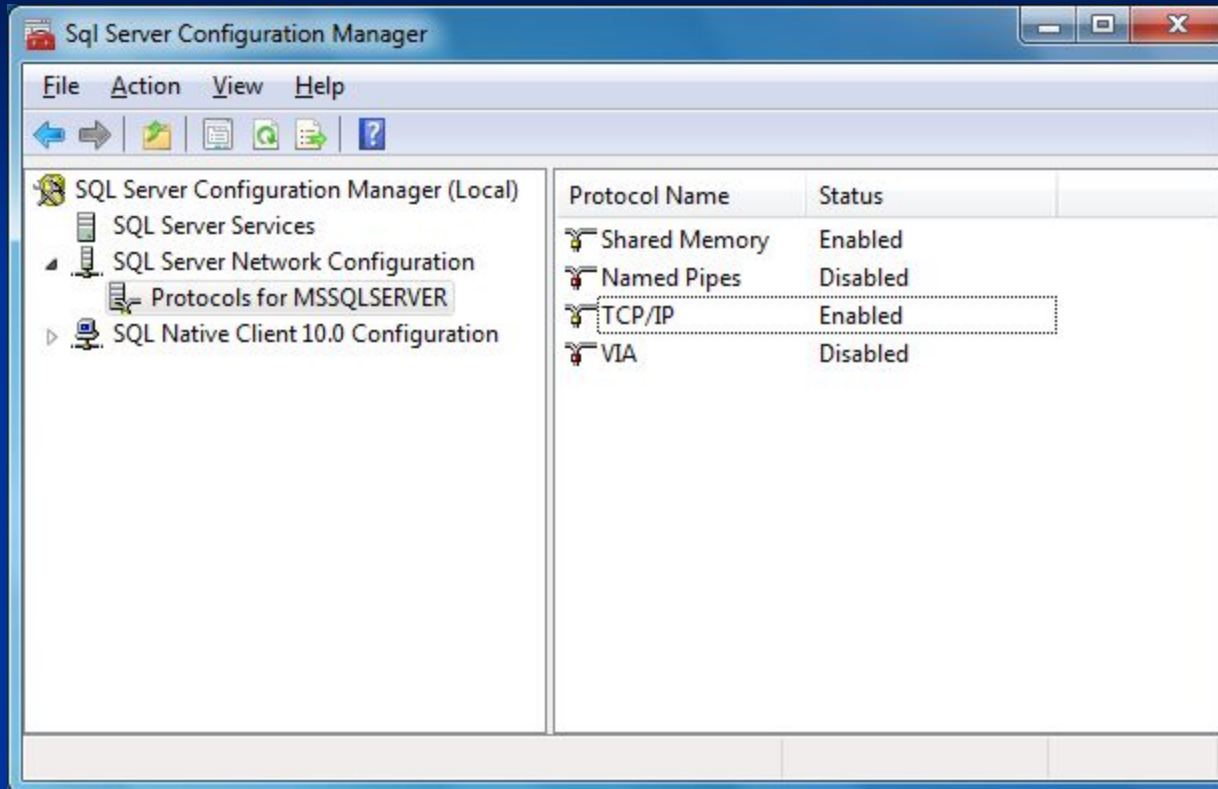 Sql Server Configuration Manager
File Action View Help
SQL Server Configuration Manager (Local)
SQL Server Services
SQL Server Network Configuration
Protocols for MSSQLSERVER
SQL Native Client 10.0 Configuration
Protocol Name Status
Shared Memory Enabled
Named Pipes Disabled
TCP/IP Enabled
VIA Disabled